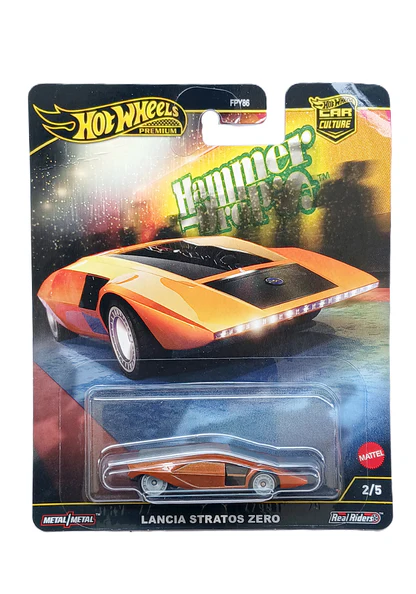 Hot Wheels
PREMIUM
FPY86
Hot Wheels
CAR
CULTURE
Hammer
Drop™
MATTEL
2/5
METAL/METAL
LANCIA STRATOS ZERO
Real Riders®